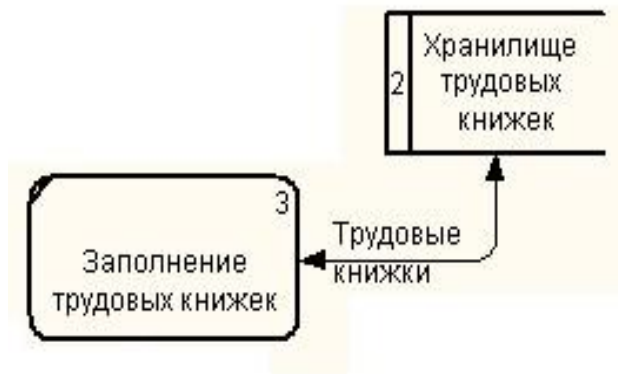 Хранилище
2 трудовых
книжек
3
Трудовые
книжки
Заполнение
трудовых книжек